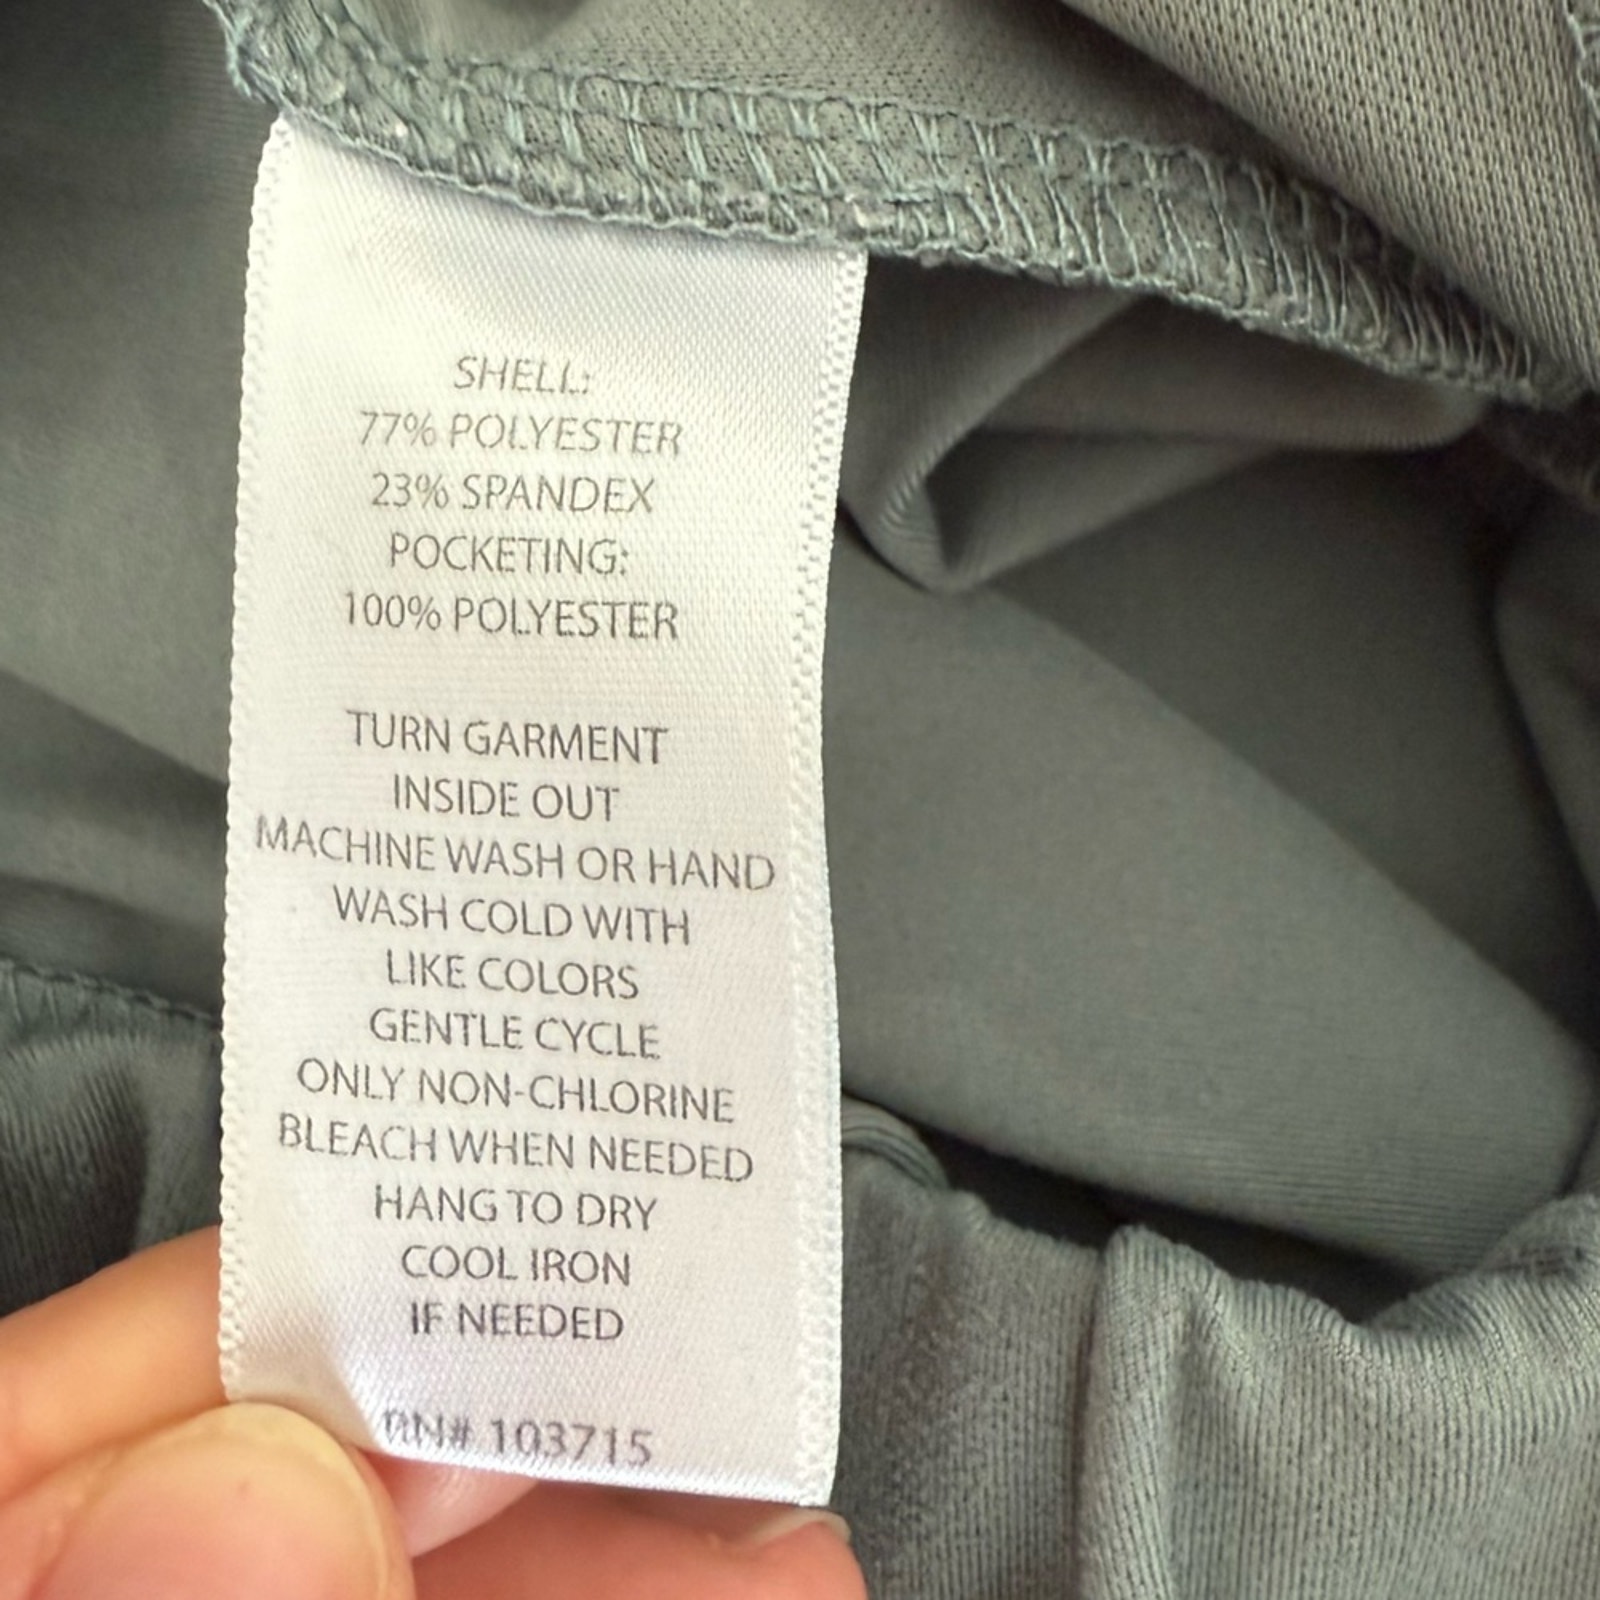 SHELL:
77% POLYESTER
23% SPANDEX
POCKETING:
100% POLYESTER
TURN GARMENT
INSIDE OUT
MACHINE WASH OR HAND
WASH COLD WITH
LIKE COLORS
GENTLE CYCLE
ONLY NON-CHLORINE
BLEACH WHEN NEEDED
HANG TO DRY
COOL IRON
IF NEEDED
RN# 103715